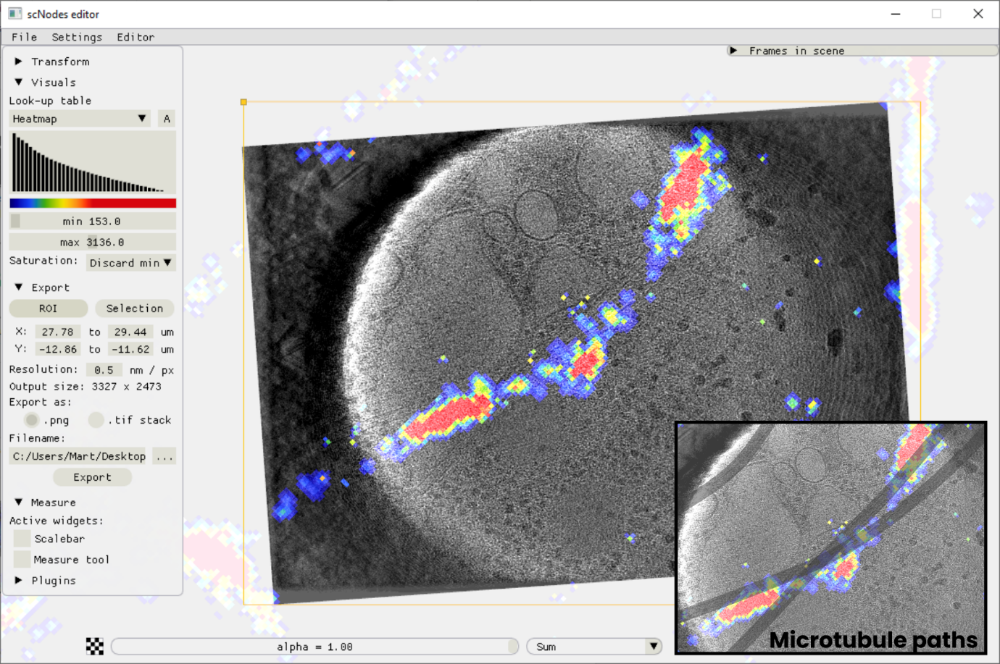 scNodes editor
File Settings Editor
Frames in scene
Transform
Visuals
Look-up table
Heatmap A
min 153.0
max 3136.0
Saturation: Discard min
Export
ROI Selection
X: 27.78 to 29.44 um
Y: -12.86 to -11.62 um
Resolution: 0.5 nm / px
Output size: 3327 x 2473
Export as:
.png .tif stack
Filename:
C:/Users/Mart/Desktop ...
Export
Measure
Active widgets:
Scalebar
Measure tool
Plugins
alpha = 1.00 Sum
Microtubule paths